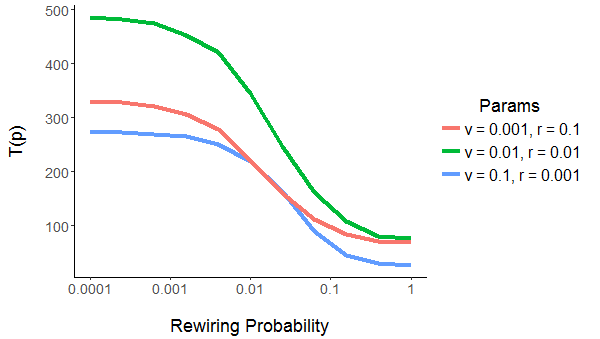 500
400
300
200
100
T(p)
0.0001 0.001 0.01 0.1 1
Rewiring Probability
Params
v = 0.001, r = 0.1
v = 0.01, r = 0.01
v = 0.1, r = 0.001